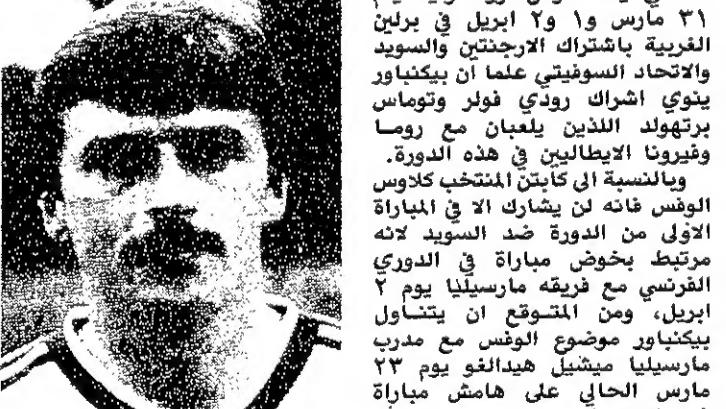 ٣١ مارس و١ و٢ ابريل في برلين
الغربية باشتراك الارجنتين والسويد
والاتحاد السوفيتي علما ان بيكنباور
ينوي اشراك رودي فولر وتوماس
برتهولد اللذين يلعبان مع روما
وفيرونا الايطاليين في هذه الدورة.
وبالنسبة الى كابتن المنتخب كلاوس
الوفس فانه لن يشارك الا في المباراة
الاولى من الدورة ضد السويد لانه
مرتبط بخوض مباراة في الدوري
الفرنسي مع فريقه مارسيليا يوم ٢
ابريل، ومن المتوقع ان يتناول
بيكنباور موضوع الوفس مع مدرب
مارسيليا ميشيل هيدالغو يوم ٢٣
مارس الحالي على هامش مباراة